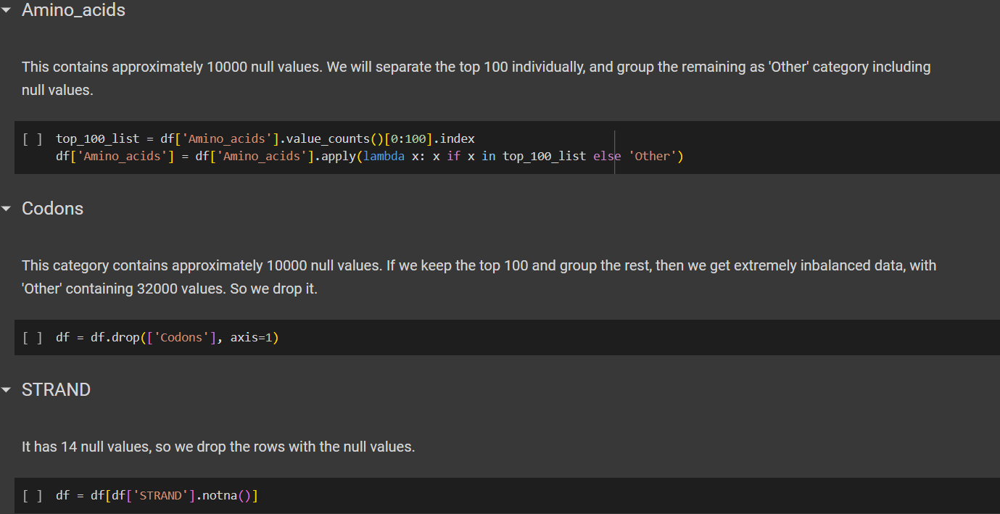 Amino_acids
This contains approximately 10000 null values. We will separate the top 100 individually, and group the remaining as 'Other' category including
null values.
[ ] top_100_list = df['Amino_acids'].value_counts()[0:100].index
df['Amino_acids'] = df['Amino_acids'].apply(lambda x: x if x in top_100_list else 'Other')
Codons
This category contains approximately 10000 null values. If we keep the top 100 and group the rest, then we get extremely inbalanced data, with
'Other' containing 32000 values. So we drop it.
[ ] df = df.drop(['Codons'], axis=1)
STRAND
It has 14 null values, so we drop the rows with the null values.
[ ] df = df[df['STRAND'].notna()]